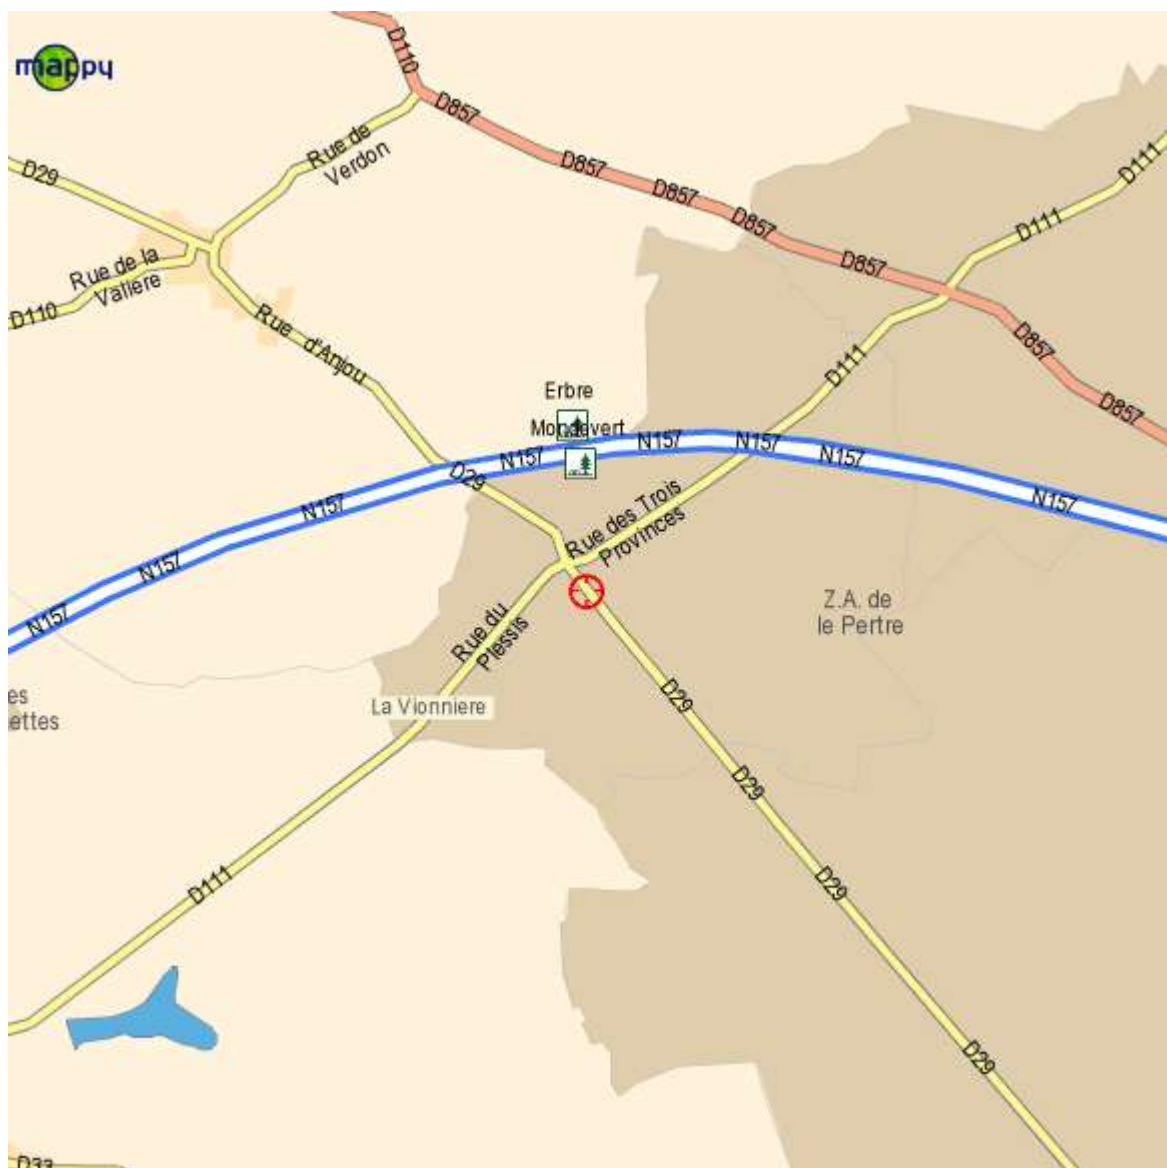 mappy
D110
D857
Rue de
Verdon
D29
D857
D857
D857
D857
D111
D111
Rue de la
Valiere
D110
Rue d'Anjou
D857
D111
D857
Erbre
Mondevert
N157
N157
N157
N157
D29
N157
N157
N157
N157
Rue des Trois
Provinces
Rue du
Plessis
Z.A. de
le Pertre
es
ettes
La Vionniere
D29
D29
D29
D111
D29
D33